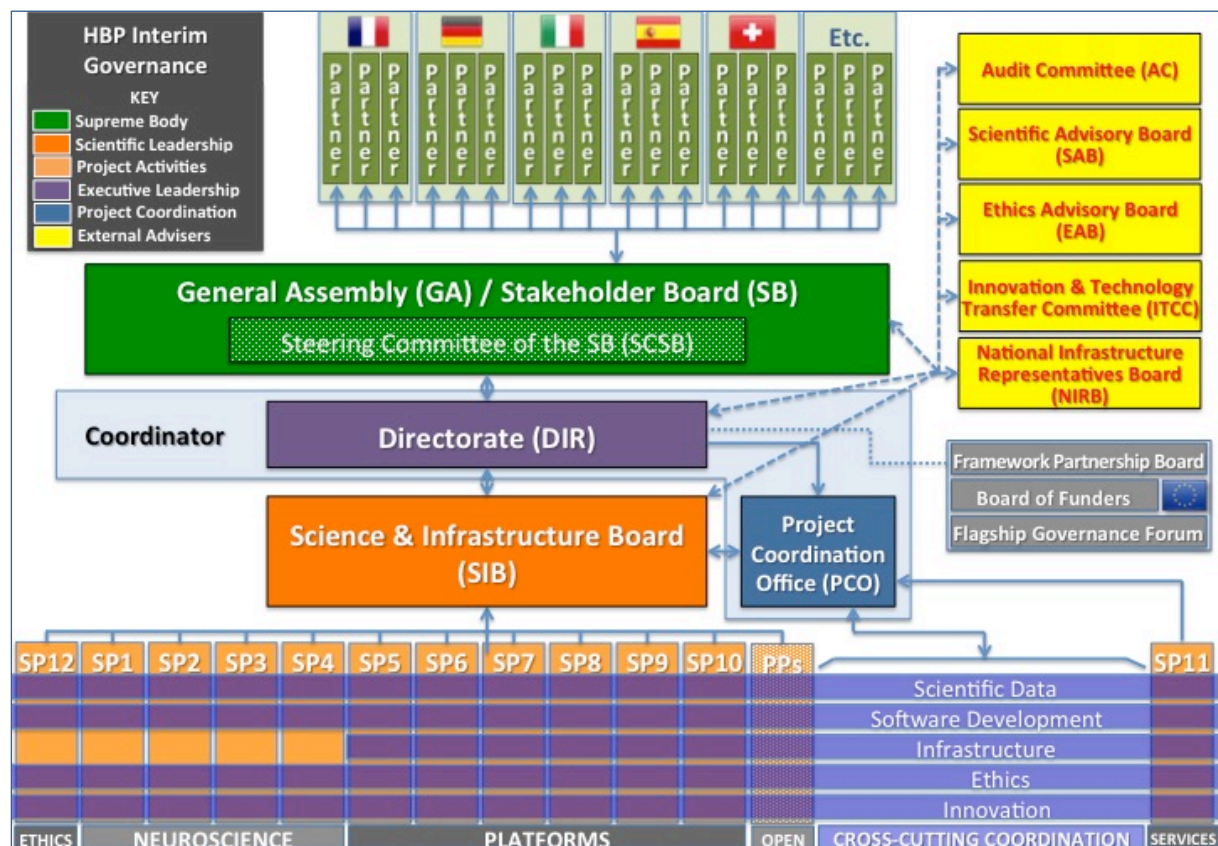 HBP Interim
Governance
KEY
Supreme Body
Scientific Leadership
Project Activities
Executive Leadership
Project Coordination
External Advisers
Etc.
Partner Partner Partner Partner Partner Partner Partner Partner Partner Partner Partner Partner Partner Partner Partner Partner Partner Partner
Audit Committee (AC)
Scientific Advisory Board
(SAB)
Ethics Advisory Board
(EAB)
Innovation & Technology
Transfer Committee (ITCC)
National Infrastructure
Representatives Board
(NIRB)
General Assembly (GA) / Stakeholder Board (SB)
Steering Committee of the SB (SCSB)
Coordinator
Directorate (DIR)
Framework Partnership Board
Board of Funders
Flagship Governance Forum
Science & Infrastructure Board
(SIB)
Project
Coordination
Office (PCO)
SP12 SP1 SP2 SP3 SP4 SP5 SP6 SP7 SP8 SP9 SP10 PPs SP11
Scientific Data
Software Development
Infrastructure
Ethics
Innovation
ETHICS NEUROSCIENCE PLATFORMS OPEN CROSS-CUTTING COORDINATION SERVICES